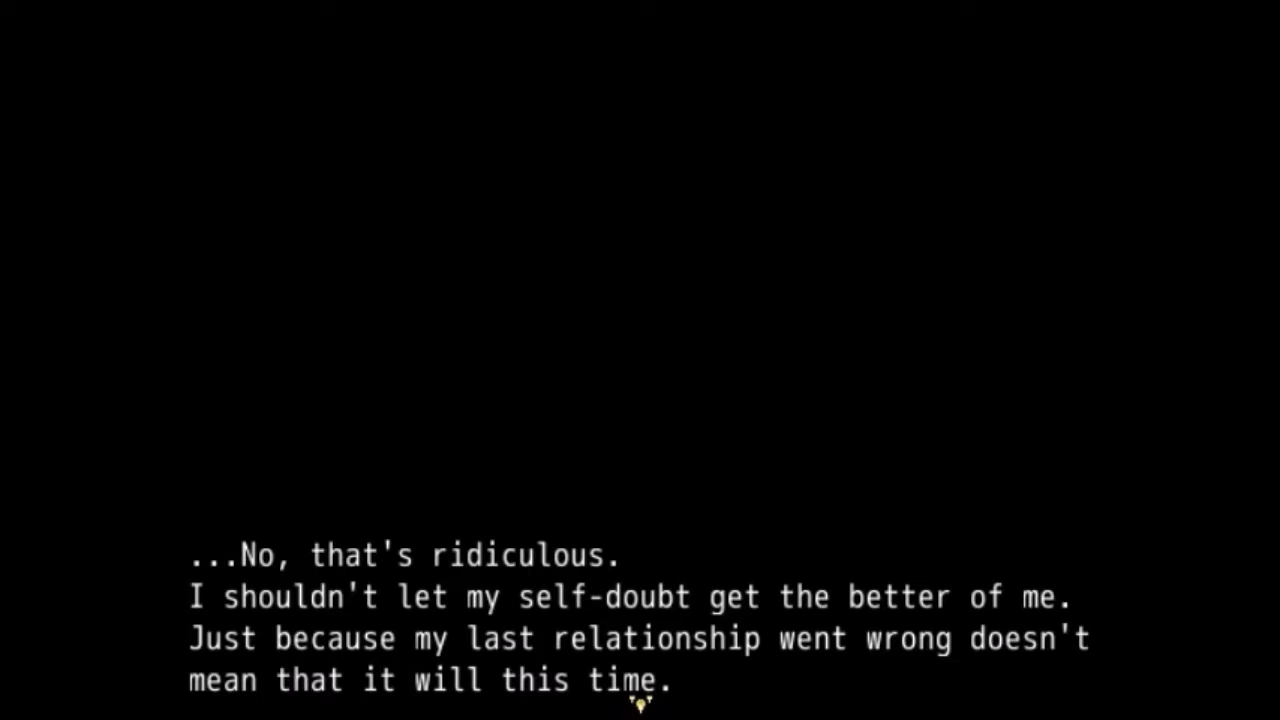 ...No, that's ridiculous.
I shouldn't let my self-doubt get the better of me.
Just because my last relationship went wrong doesn't
mean that it will this time.